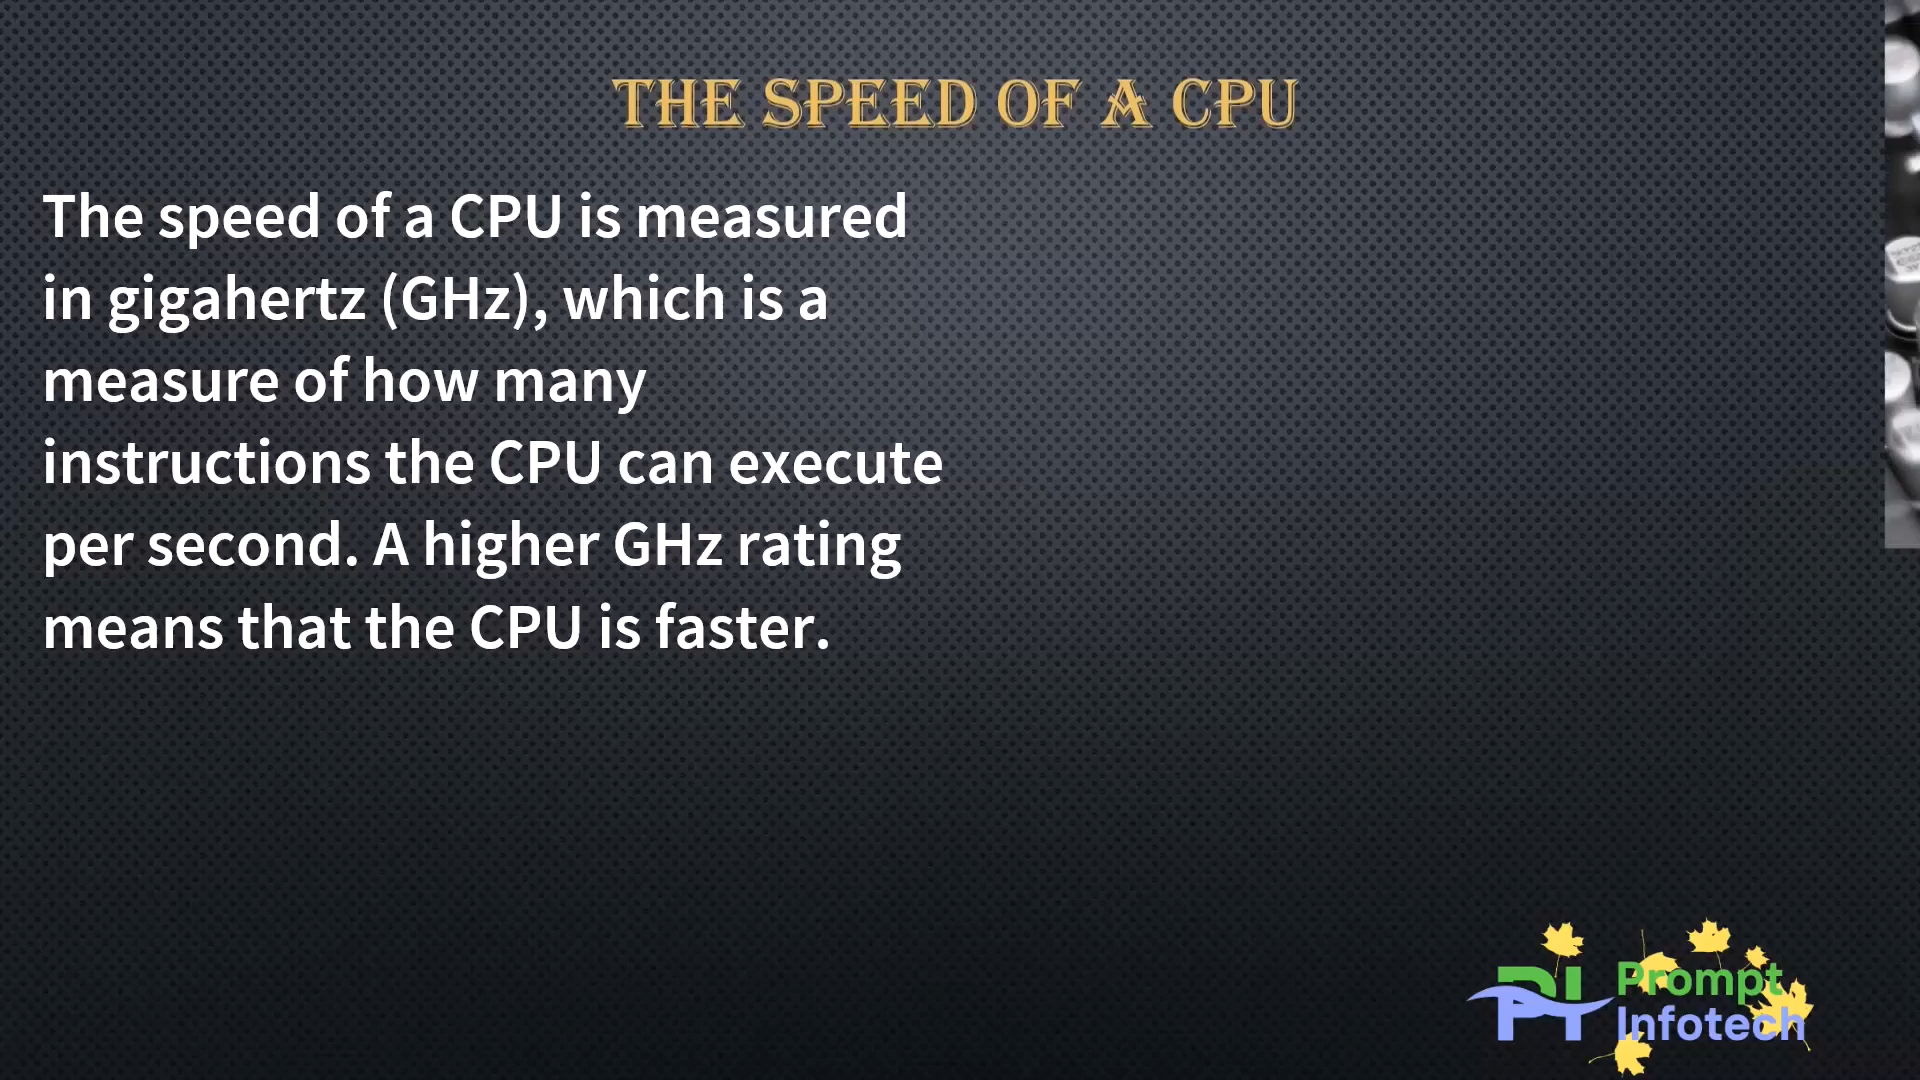 THE SPEED OF A CPU
The speed of a CPU is measured
in gigahertz (GHz), which is a
measure of how many
instructions the CPU can execute
per second. A higher GHz rating
means that the CPU is faster.
PI Prompt
Infotech